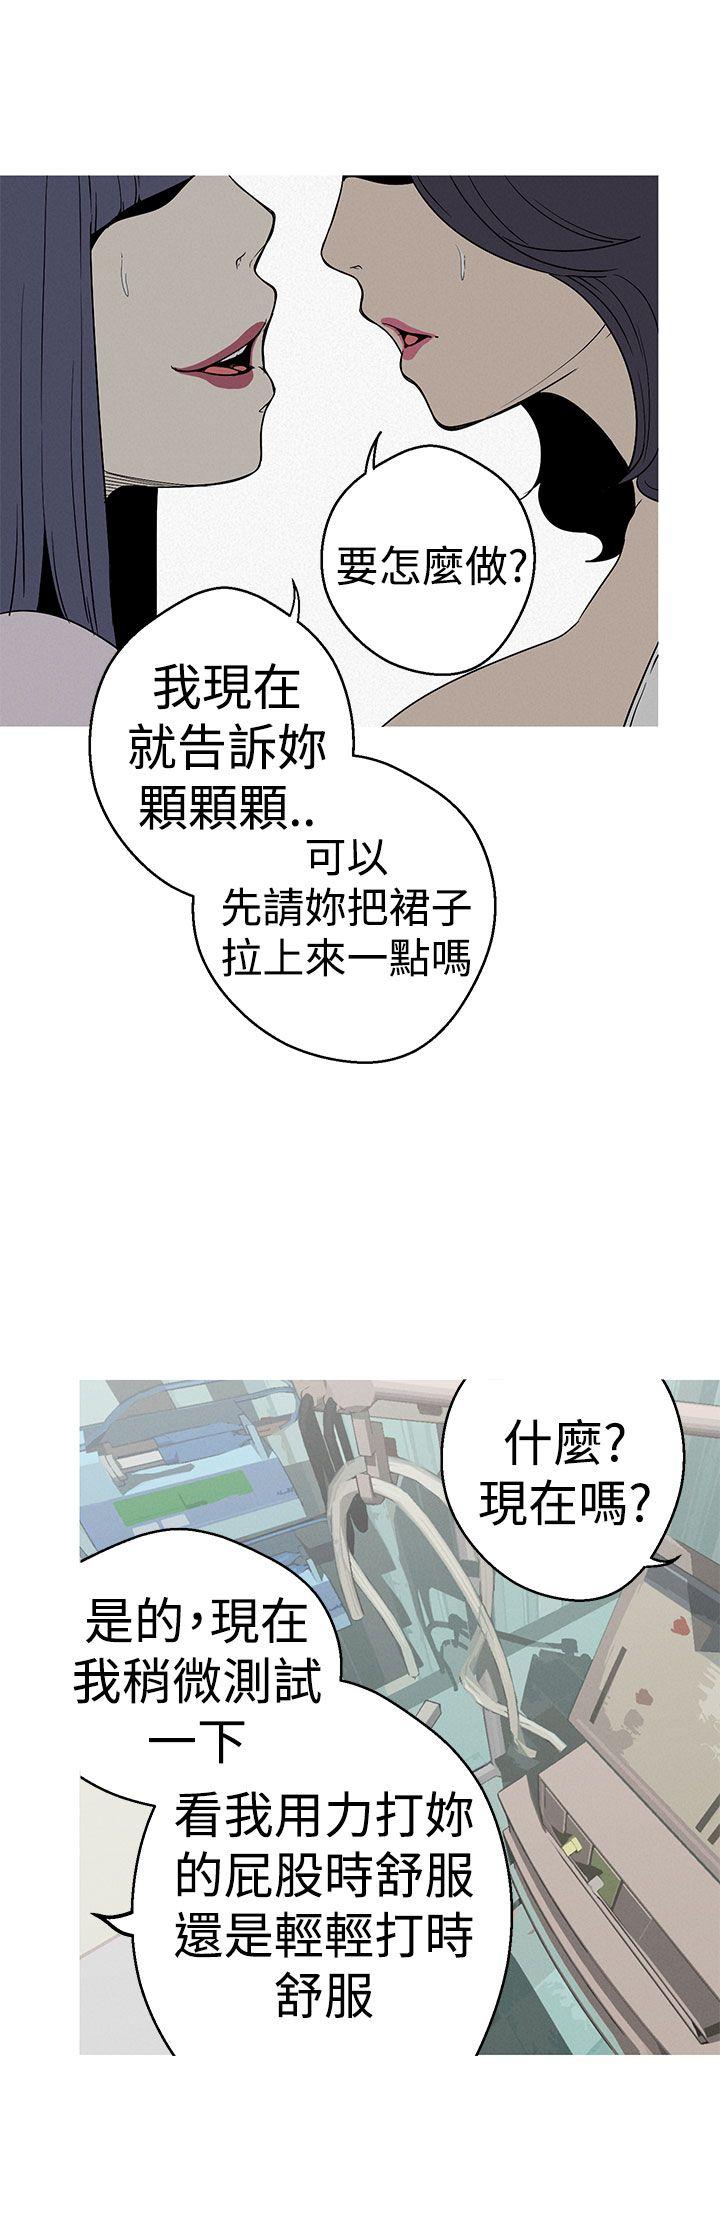 要怎麼做?
我現在
就告訴妳
顆顆顆..
可以
先請妳把裙子
拉上來一點嗎
什麼?
現在嗎?
是的,現在
我稍微測試
一下
看我用力打妳
的屁股時舒服
還是輕輕打時
舒服